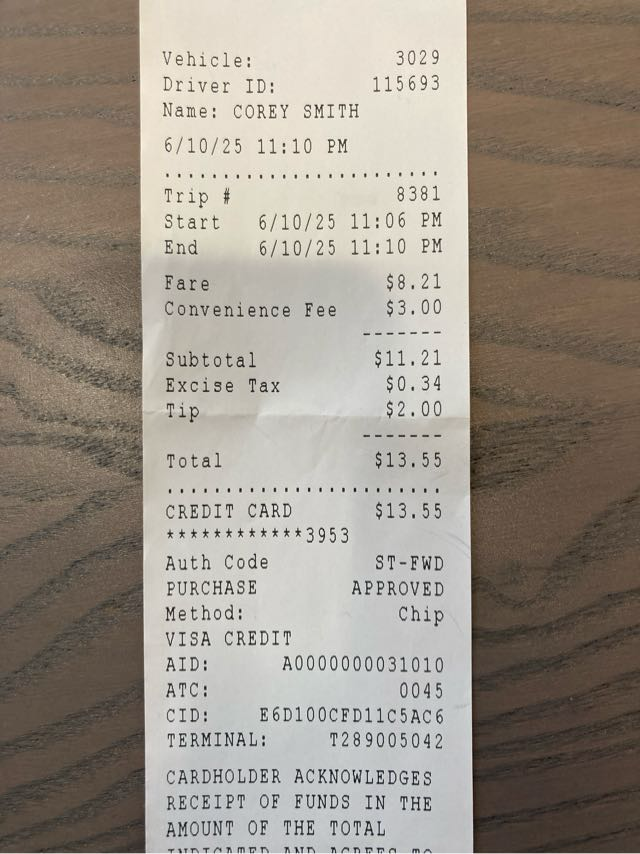 Vehicle: 3029
Driver ID: 115693
Name: COREY SMITH
6/10/25 11:10 PM
........................
Trip # 8381
Start 6/10/25 11:06 PM
End 6/10/25 11:10 PM
Fare $8.21
Convenience Fee $3.00
-------
Subtotal $11.21
Excise Tax $0.34
Tip $2.00
-------
Total $13.55
........................
CREDIT CARD $13.55
************3953
Auth Code ST-FWD
PURCHASE APPROVED
Method: Chip
VISA CREDIT
AID: A0000000031010
ATC: 0045
CID: E6D100CFD11C5AC6
TERMINAL: T289005042
CARDHOLDER ACKNOWLEDGES
RECEIPT OF FUNDS IN THE
AMOUNT OF THE TOTAL
INDICATED AND AGREES TO